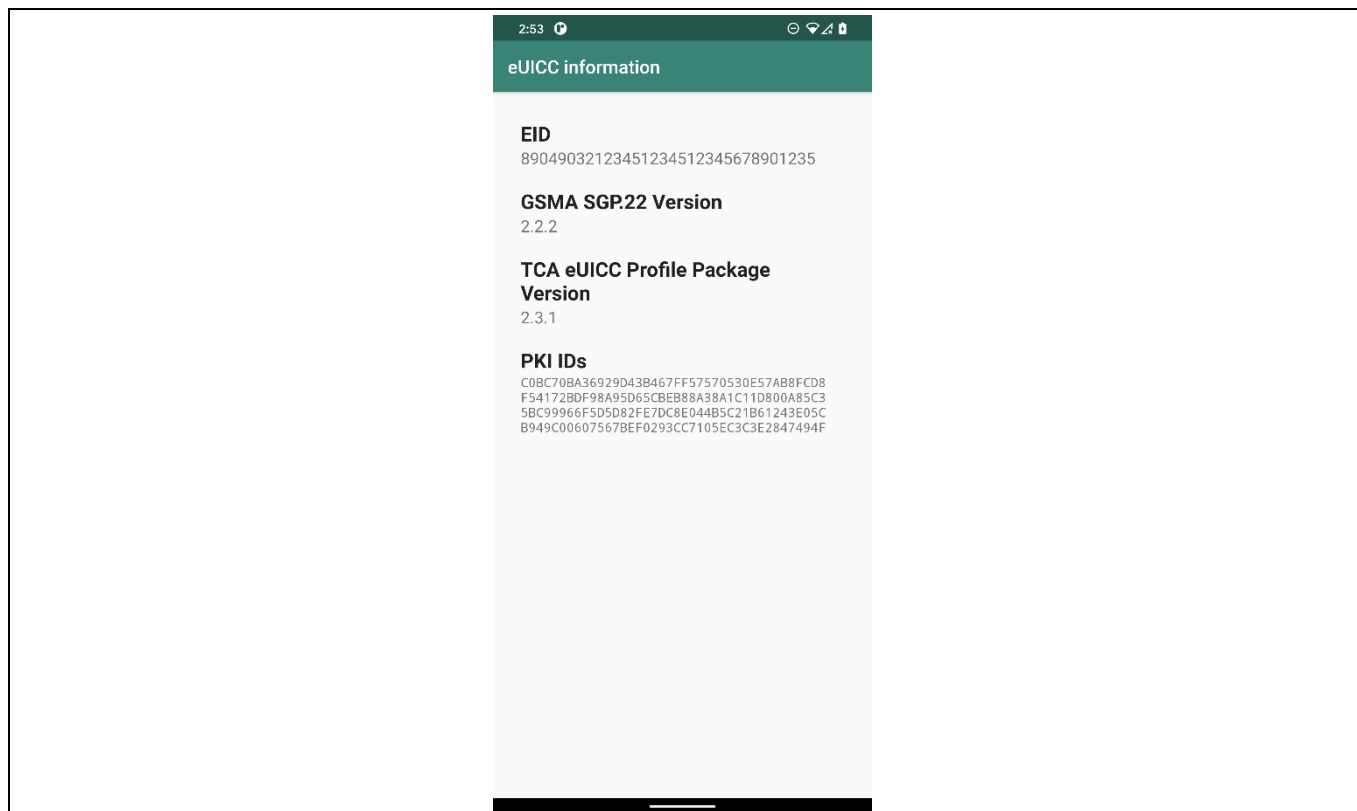 2:53
eUICC information
EID
89049032123451234512345678901235
GSMA SGP.22 Version
2.2.2
TCA eUICC Profile Package
Version
2.3.1
PKI IDs
C0BC70BA36929D43B467FF57570530E57AB8FCD8
F54172BDF98A95D65CBEB88A38A1C11D800A85C3
5BC99966F5D5D82FE7DC8E044B5C21B61243E05C
B949C00607567BEF0293CC7105EC3C3E2847494F